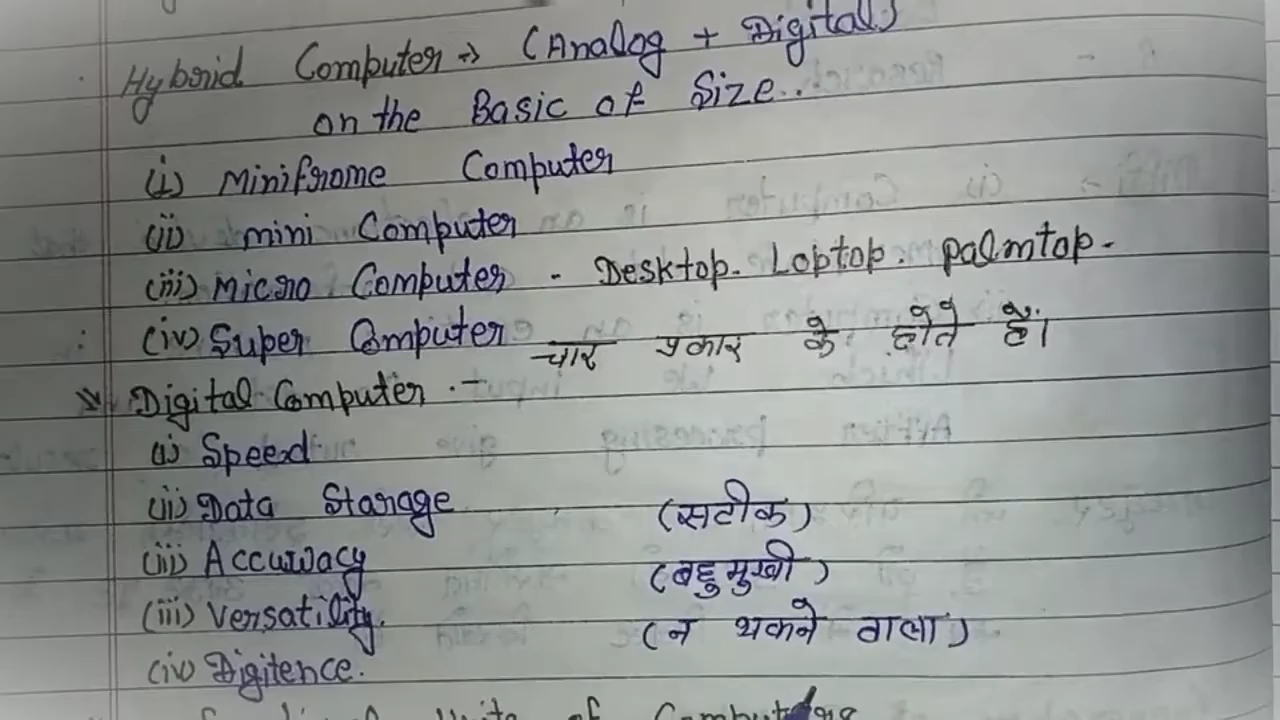 Hybrid Computer → (Analog + Digital)
on the Basic of Size..
(i) Miniframe Computer
(ii) mini Computer
(iii) Micro Computer - Desktop. Loptop. Palmtop.
(iv) Super Computer चार प्रकार के होते हैं।
Digital Computer :-
(i) Speed
(ii) Data Starage
(iii) Accuracy (सटीक)
(iii) Versatility. (बहुमुखी)
(iv) Digitence. (न थकने वाला)
of